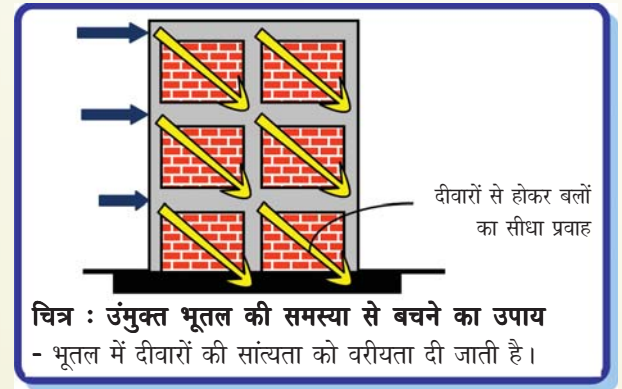 दीवारों से होकर बलों
का सीधा प्रवाह
चित्र : उंमुक्त भूतल की समस्या से बचने का उपाय
- भूतल में दीवारों की सांत्यता को वरीयता दी जाती है।